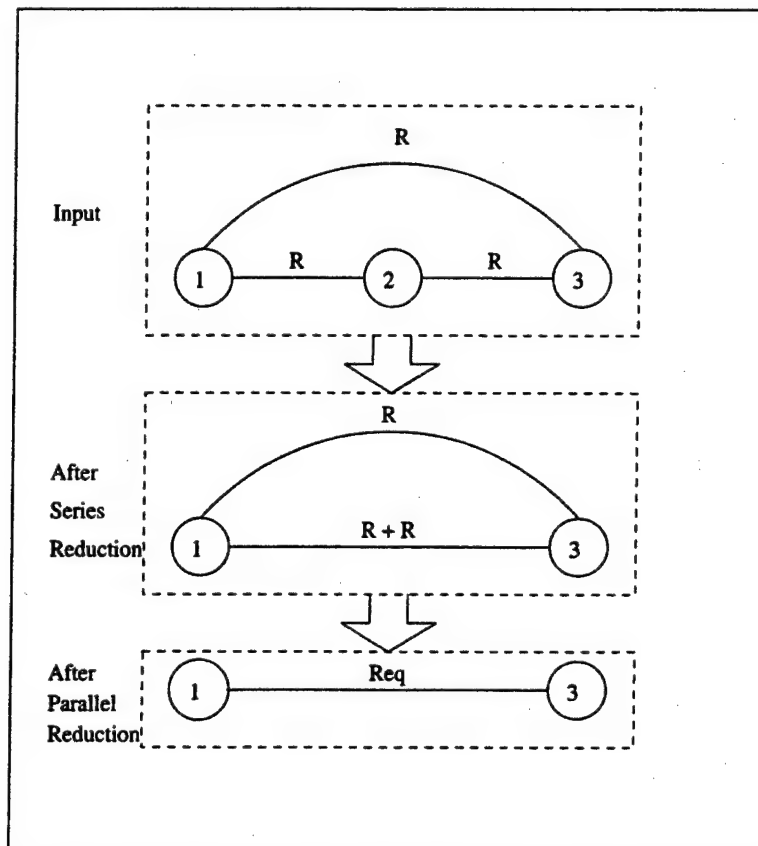 R
Input
R R
1 2 3
R
After
Series
Reduction
R + R
1 3
After
Parallel
Reduction
Req
1 3